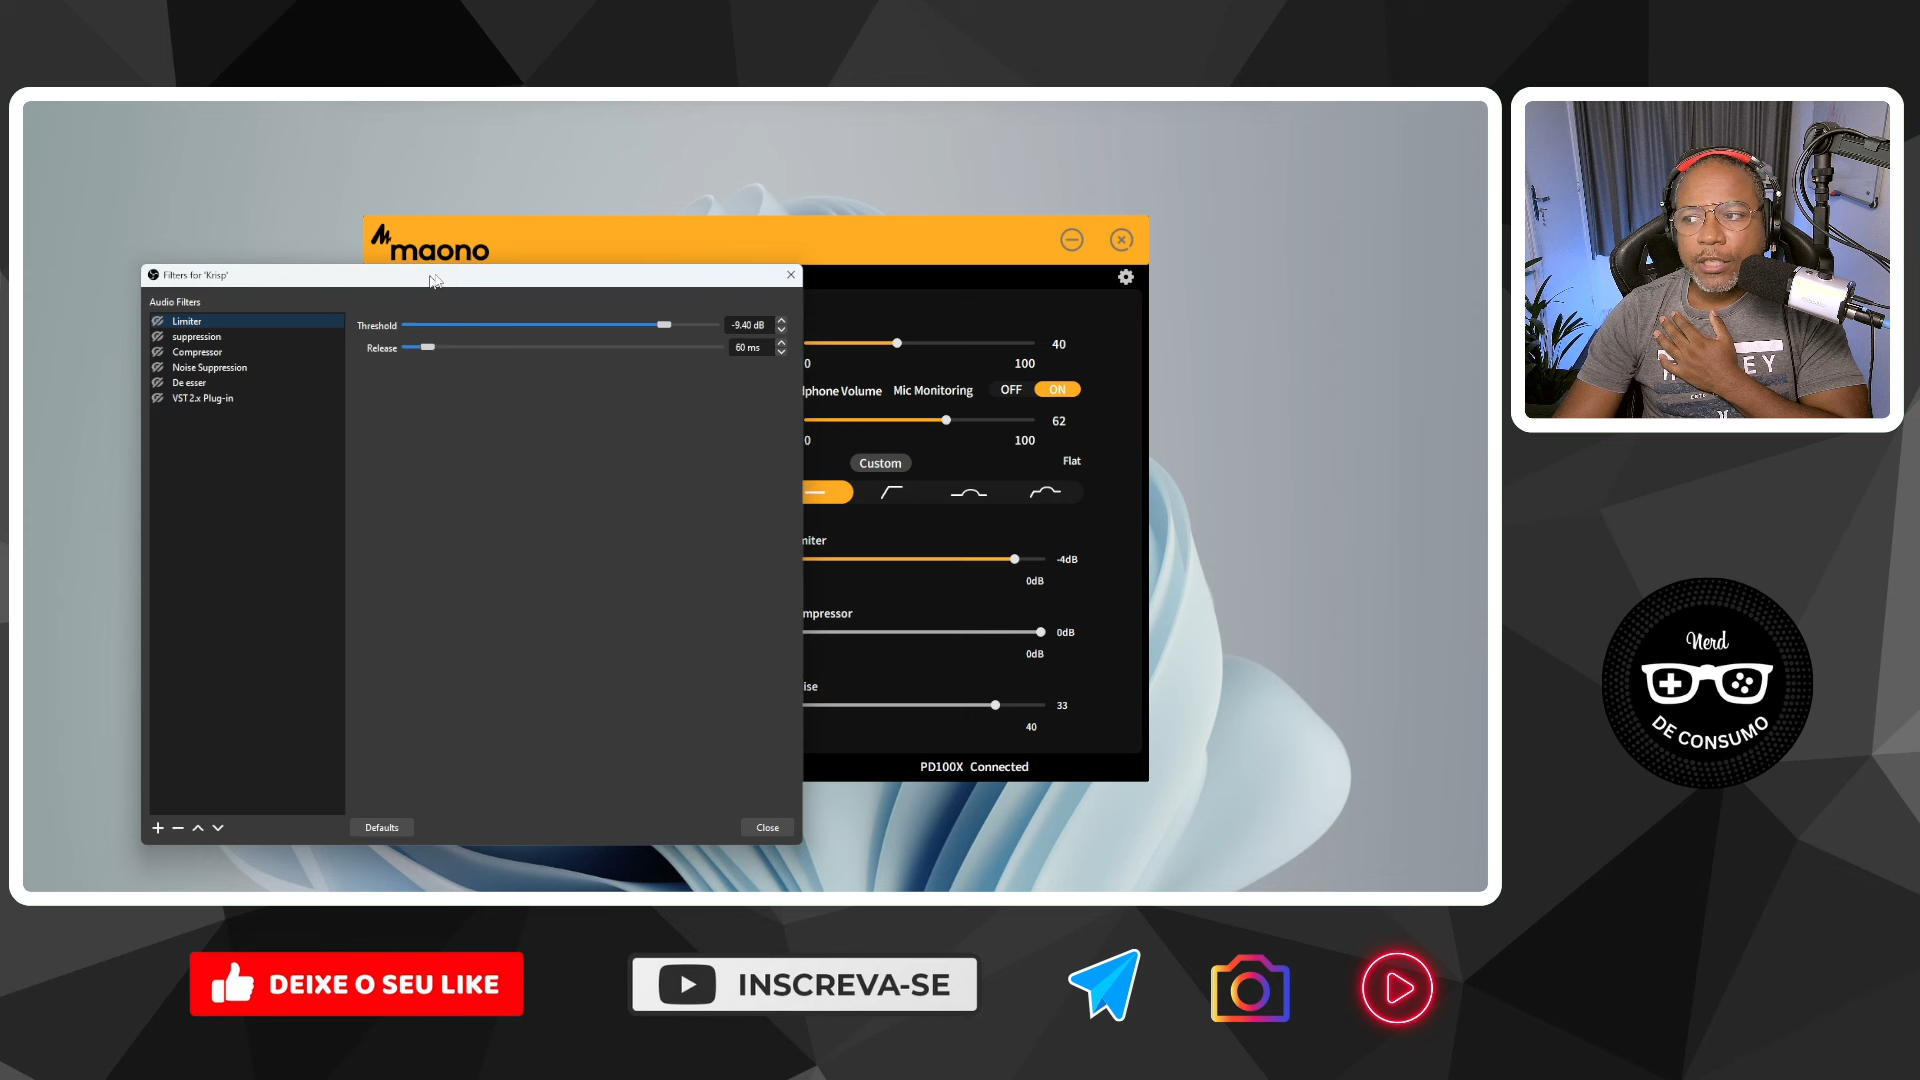 maono
Filters for 'Krisp'
Audio Filters
Limiter
suppression
Compressor
Noise Suppression
De esser
VST 2.x Plug-in
Threshold
-9.40 dB
Release
60 ms
Defaults
Close
40
0
100
phone Volume
Mic Monitoring
OFF
ON
62
0
100
Custom
Flat
miter
-4dB
0dB
mpressor
0dB
0dB
ise
33
40
PD100X Connected
Nerd
DE CONSUMO
DEIXE O SEU LIKE
INSCREVA-SE